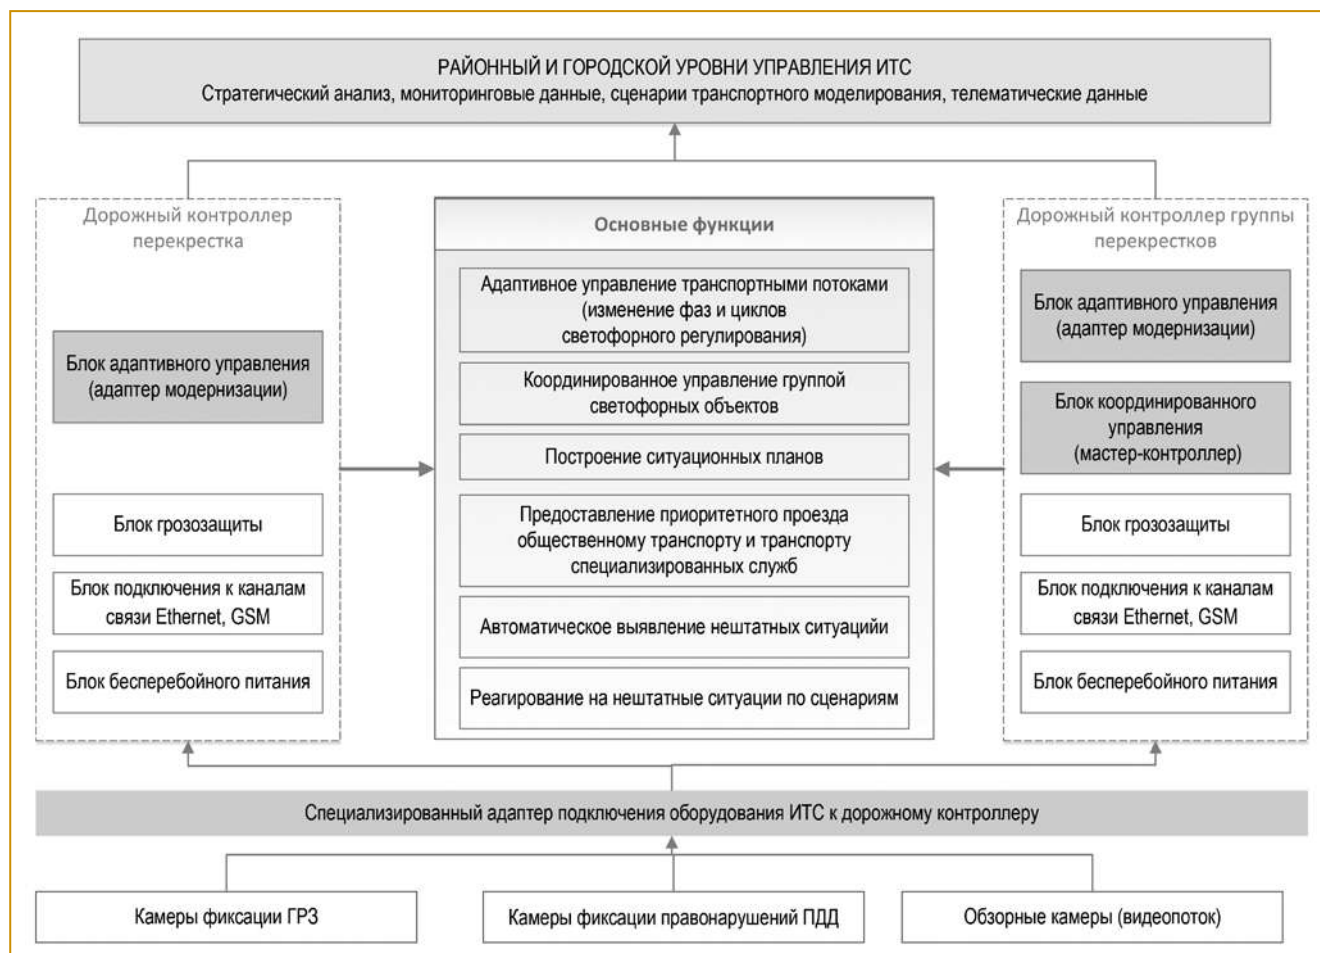 РАЙОННЫЙ И ГОРОДСКОЙ УРОВНИ УПРАВЛЕНИЯ ИТС
Стратегический анализ, мониторинговые данные, сценарии транспортного моделирования, телематические данные
Дорожный контроллер
перекрестка
Блок адаптивного управления
(адаптер модернизации)
Блок грозозащиты
Блок подключения к каналам
связи Ethernet, GSM
Блок бесперебойного питания
Основные функции
Адаптивное управление транспортными потоками
(изменение фаз и циклов
светофорного регулирования)
Координированное управление группой
светофорных объектов
Построение ситуационных планов
Предоставление приоритетного проезда
общественному транспорту и транспорту
специализированных служб
Автоматическое выявление нештатных ситуацийи
Реагирование на нештатные ситуации по сценариям
Дорожный контроллер группы
перекрестков
Блок адаптивного управления
(адаптер модернизации)
Блок координированного
управления
(мастер-контроллер)
Блок грозозащиты
Блок подключения к каналам
связи Ethernet, GSM
Блок бесперебойного питания
Специализированный адаптер подключения оборудования ИТС к дорожному контроллеру
Камеры фиксации ГРЗ
Камеры фиксации правонарушений ПДД
Обзорные камеры (видеопоток)